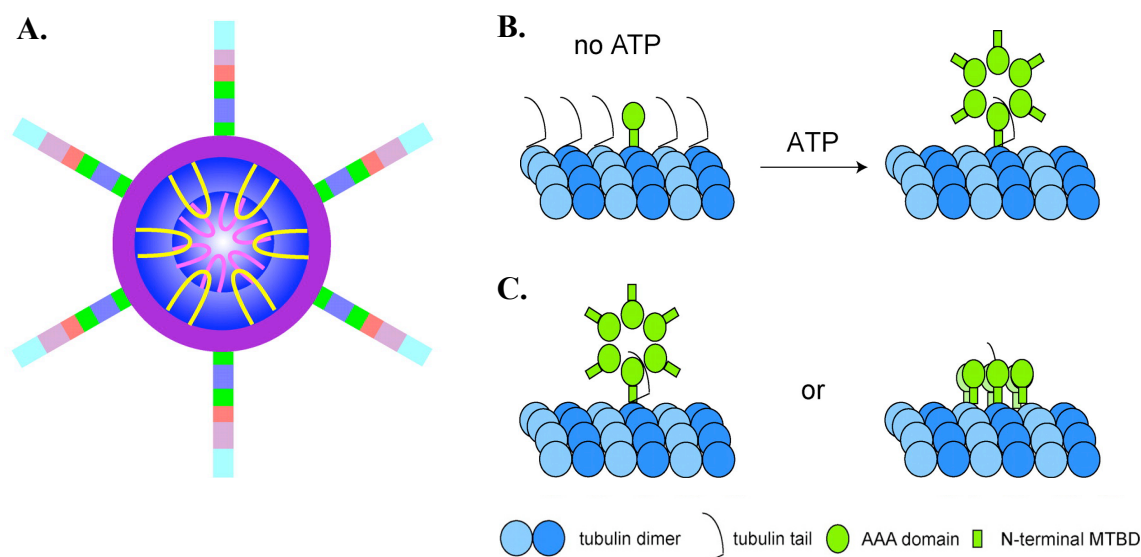 A.
B.
no ATP
ATP
C.
or
tubulin dimer
tubulin tail
AAA domain
N-terminal MTBD